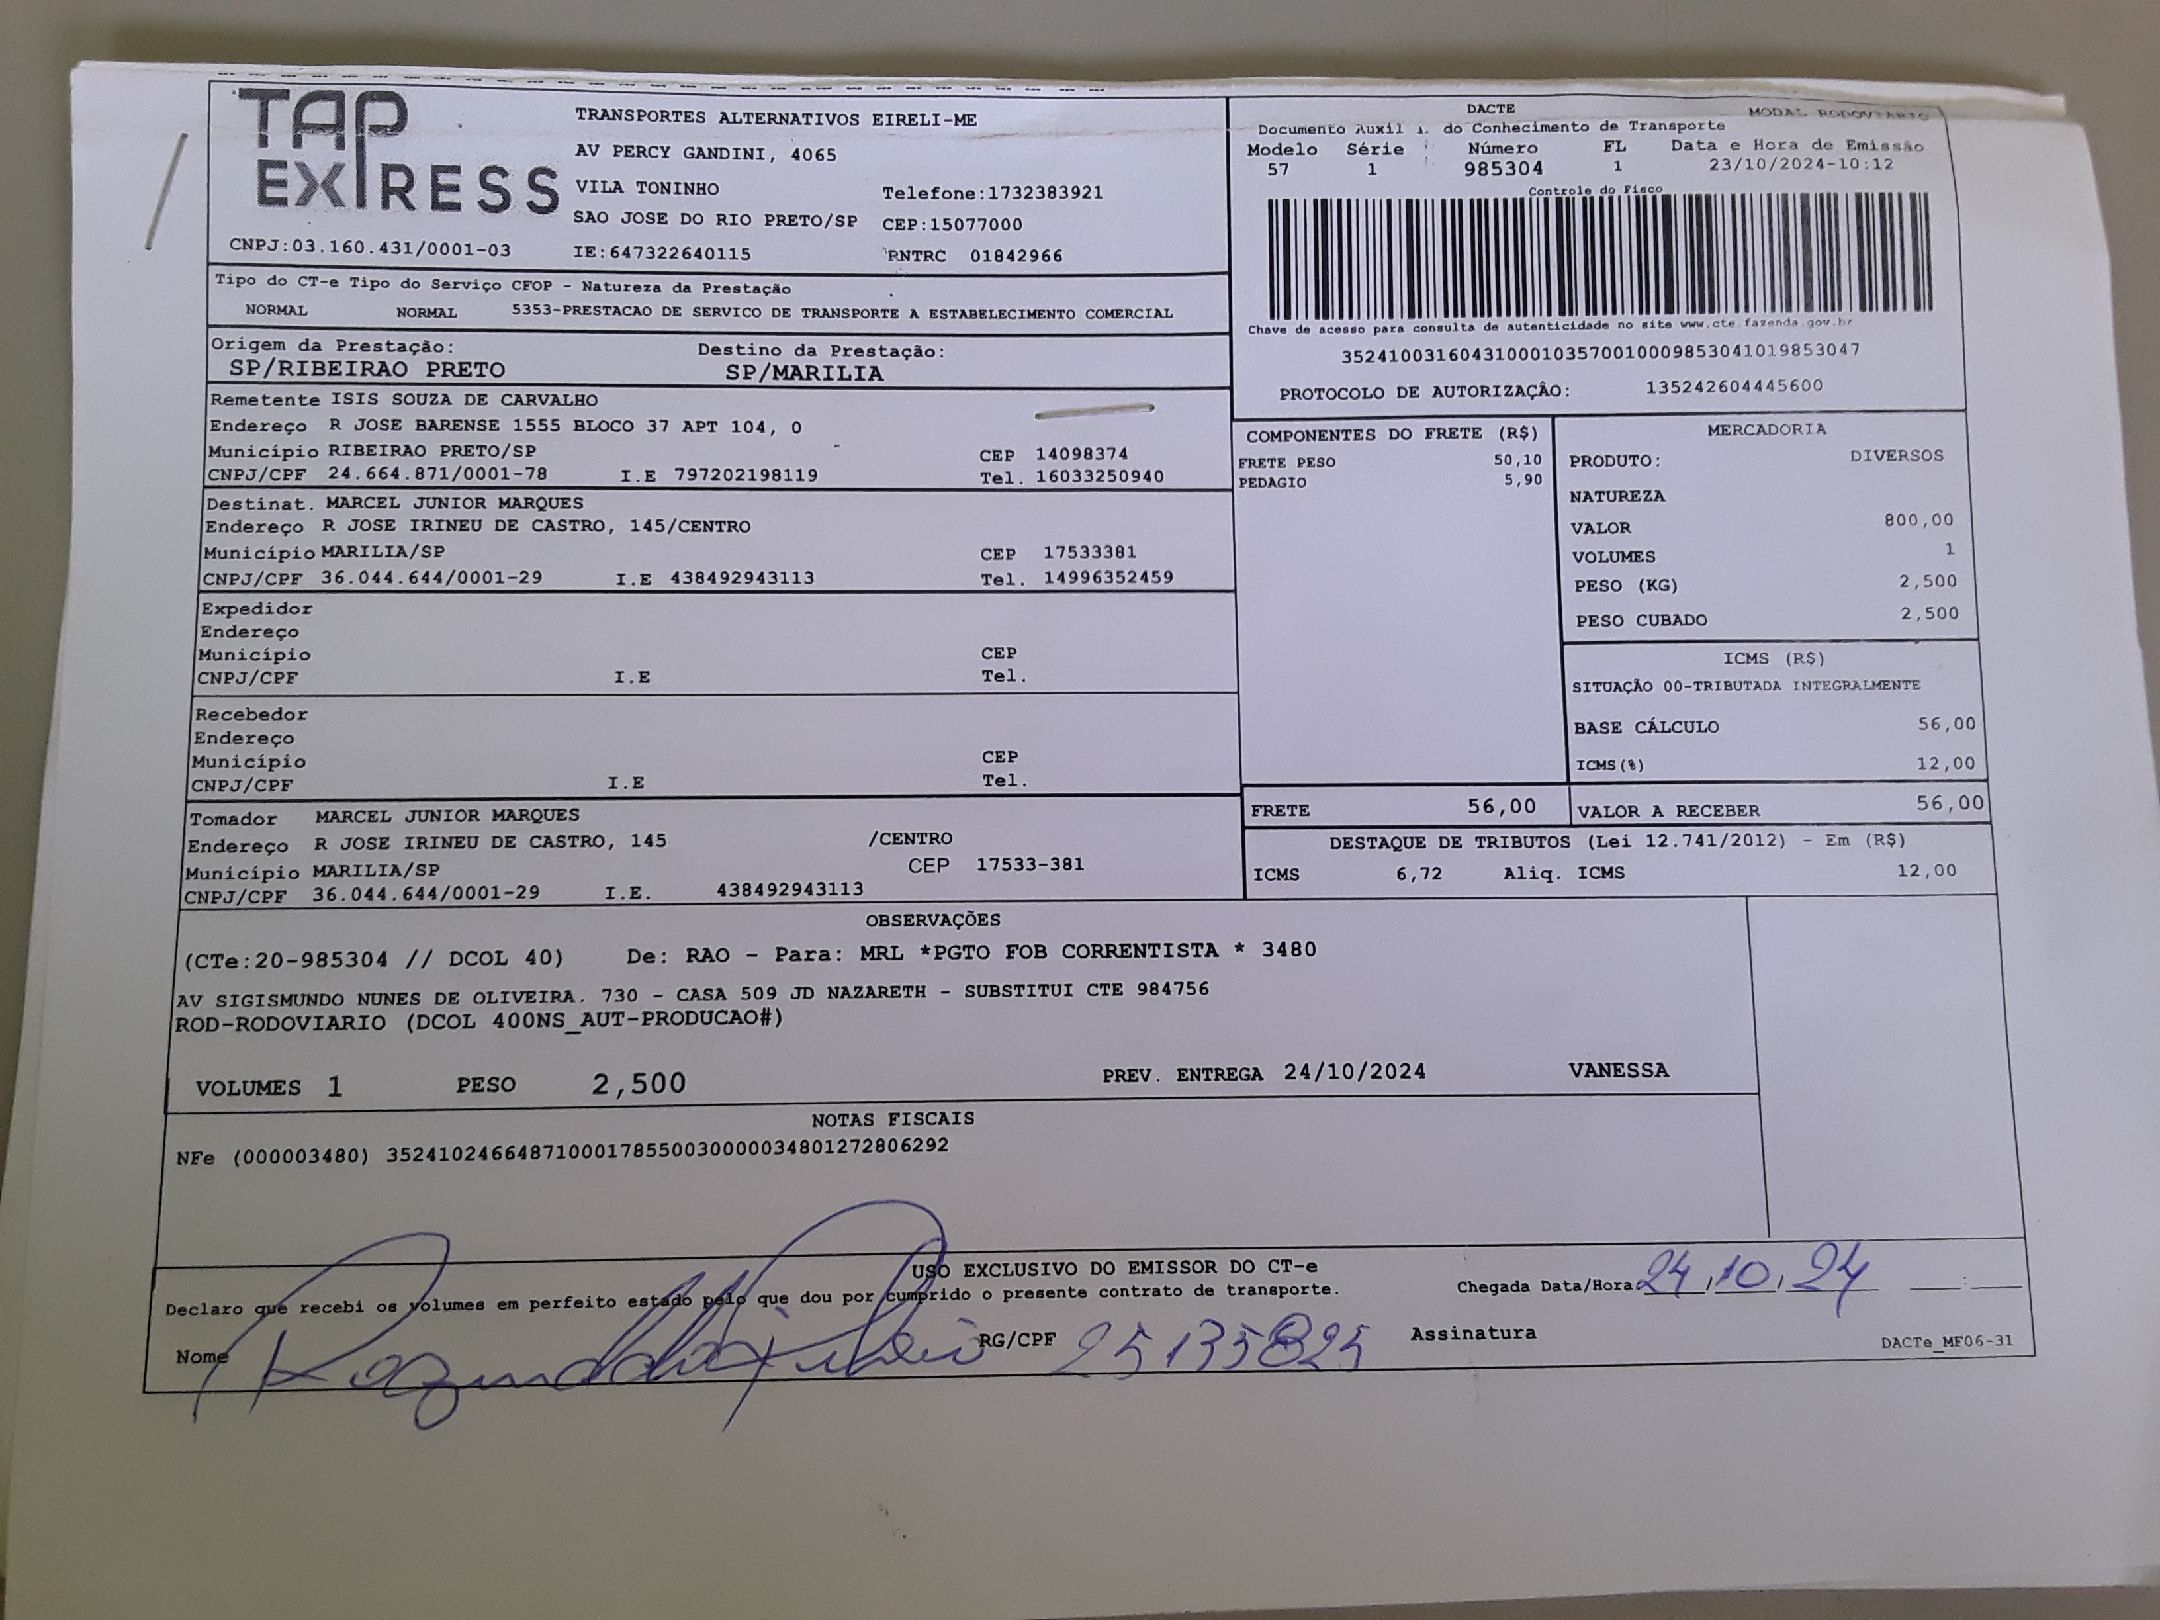 TAP EXPRESS
TRANSPORTES ALTERNATIVOS EIRELI-ME
AV PERCY GANDINI, 4065
VILA TONINHO Telefone:1732383921
SAO JOSE DO RIO PRETO/SP CEP:15077000
CNPJ:03.160.431/0001-03 IE:647322640115 RNTRC 01842966
DACTE MODAL RODOVIARIO
Documento Auxil do Conhecimento de Transporte
Modelo Série Número FL Data e Hora de Emissão
57 1 985304 1 23/10/2024-10:12
Controle do Fisco
Chave de acesso para consulta de autenticidade no site www.cte.fazenda.gov.br
35241003160431000103570010009853041019853047
PROTOCOLO DE AUTORIZAÇÃO: 135242604445600
Tipo do CT-e Tipo do Serviço CFOP - Natureza da Prestação
NORMAL NORMAL 5353-PRESTACAO DE SERVICO DE TRANSPORTE A ESTABELECIMENTO COMERCIAL
Origem da Prestação: Destino da Prestação:
SP/RIBEIRAO PRETO SP/MARILIA
Remetente ISIS SOUZA DE CARVALHO
Endereço R JOSE BARENSE 1555 BLOCO 37 APT 104, 0
Município RIBEIRAO PRETO/SP CEP 14098374
CNPJ/CPF 24.664.871/0001-78 I.E 797202198119 Tel. 16033250940
Destinat. MARCEL JUNIOR MARQUES
Endereço R JOSE IRINEU DE CASTRO, 145/CENTRO
Município MARILIA/SP CEP 17533381
CNPJ/CPF 36.044.644/0001-29 I.E 438492943113 Tel. 14996352459
Expedidor
Endereço
Município CEP
CNPJ/CPF I.E Tel.
Recebedor
Endereço
Município CEP
CNPJ/CPF I.E Tel.
Tomador MARCEL JUNIOR MARQUES
Endereço R JOSE IRINEU DE CASTRO, 145 /CENTRO
Município MARILIA/SP CEP 17533-381
CNPJ/CPF 36.044.644/0001-29 I.E. 438492943113
COMPONENTES DO FRETE (R$)
FRETE PESO 50,10
PEDAGIO 5,90
MERCADORIA
PRODUTO: DIVERSOS
NATUREZA
VALOR 800,00
VOLUMES 1
PESO (KG) 2,500
PESO CUBADO 2,500
ICMS (R$)
SITUAÇÃO 00-TRIBUTADA INTEGRALMENTE
BASE CÁLCULO 56,00
ICMS(%) 12,00
FRETE 56,00 VALOR A RECEBER 56,00
DESTAQUE DE TRIBUTOS (Lei 12.741/2012) - Em (R$)
ICMS 6,72 Aliq. ICMS 12,00
OBSERVAÇÕES
(CTe:20-985304 // DCOL 40) De: RAO - Para: MRL *PGTO FOB CORRENTISTA * 3480
AV SIGISMUNDO NUNES DE OLIVEIRA. 730 - CASA 509 JD NAZARETH - SUBSTITUI CTE 984756
ROD-RODOVIARIO (DCOL 400NS_AUT-PRODUCAO#)
VOLUMES 1 PESO 2,500 PREV. ENTREGA 24/10/2024 VANESSA
NOTAS FISCAIS
NFe (000003480) 35241024664871000178550030000034801272806292
USO EXCLUSIVO DO EMISSOR DO CT-e
Declaro que recebi os volumes em perfeito estado pelo que dou por cumprido o presente contrato de transporte. Chegada Data/Hora: 24/10/24 __:__
Nome RG/CPF 25135825 Assinatura
DACTe_MF06-31